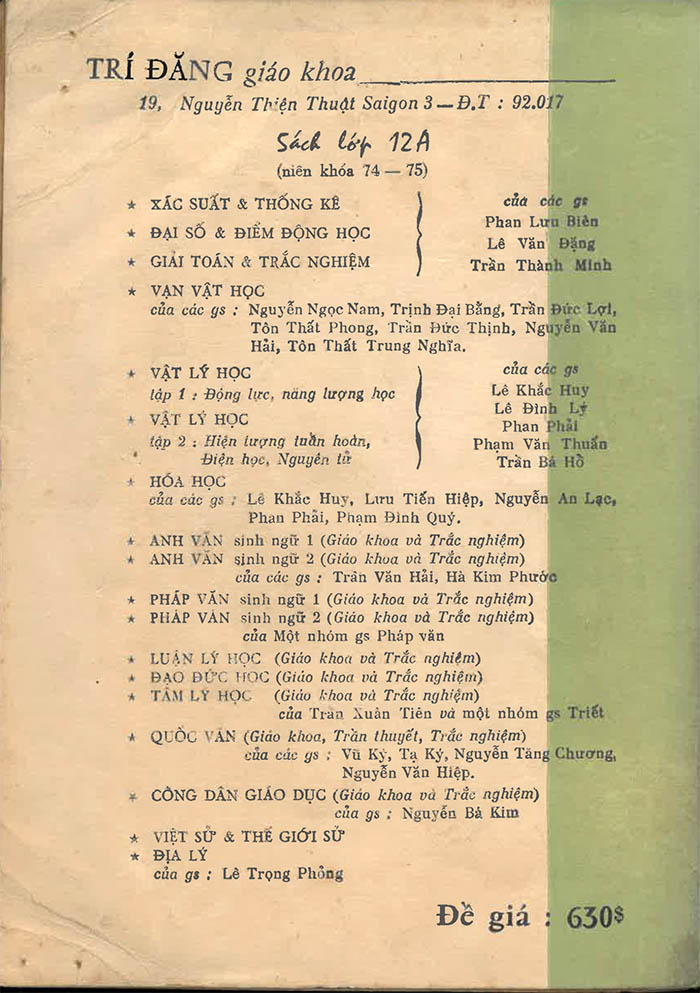 TRÍ ĐĂNG giáo khoa
19, Nguyễn Thiện Thuật Saigon 3 — Đ.T : 92.017
Sách lớp 12A
(niên khóa 74 — 75)
★ XÁC SUẤT & THỐNG KÊ
★ ĐẠI SỐ & ĐIỂM ĐỘNG HỌC
★ GIẢI TOÁN & TRẮC NGHIỆM
của các gs
Phan Lưu Biên
Lê Văn Đặng
Trần Thành Minh
★ VẠN VẬT HỌC
của các gs : Nguyễn Ngọc Nam, Trịnh Đại Bằng, Trần Đức Lợi,
Tôn Thất Phong, Trần Đức Thịnh, Nguyễn Văn
Hải, Tôn Thất Trung Nghĩa.
★ VẬT LÝ HỌC
tập 1 : Động lực, năng lượng học
★ VẬT LÝ HỌC
tập 2 : Hiện tượng tuần hoàn,
Điện học, Nguyên tử
của các gs
Lê Khắc Huy
Lê Đình Lý
Phan Phải
Phạm Văn Thuấn
Trần Bá Hồ
★ HÓA HỌC
của các gs : Lê Khắc Huy, Lưu Tiến Hiệp, Nguyễn An Lạc,
Phan Phải, Phạm Đình Quý.
★ ANH VĂN sinh ngữ 1 (Giáo khoa và Trắc nghiệm)
★ ANH VĂN sinh ngữ 2 (Giáo khoa và Trắc nghiệm)
của các gs : Trần Văn Hải, Hà Kim Phước
★ PHÁP VĂN sinh ngữ 1 (Giáo khoa và Trắc nghiệm)
★ PHÁP VĂN sinh ngữ 2 (Giáo khoa và Trắc nghiệm)
của Một nhóm gs Pháp văn
★ LUẬN LÝ HỌC (Giáo khoa và Trắc nghiệm)
★ ĐẠO ĐỨC HỌC (Giáo khoa và Trắc nghiệm)
★ TÂM LÝ HỌC (Giáo khoa và Trắc nghiệm)
của Trần Xuân Tiên và một nhóm gs Triết
★ QUỐC VĂN (Giáo khoa, Trần thuyết, Trắc nghiệm)
của các gs : Vũ Ký, Tạ Ký, Nguyễn Tăng Chương,
Nguyễn Văn Hiệp.
★ CÔNG DÂN GIÁO DỤC (Giáo khoa và Trắc nghiệm)
của gs : Nguyễn Bá Kim
★ VIỆT SỬ & THẾ GIỚI SỬ
★ ĐỊA LÝ
của gs : Lê Trọng Phỏng
Đề giá : 630$